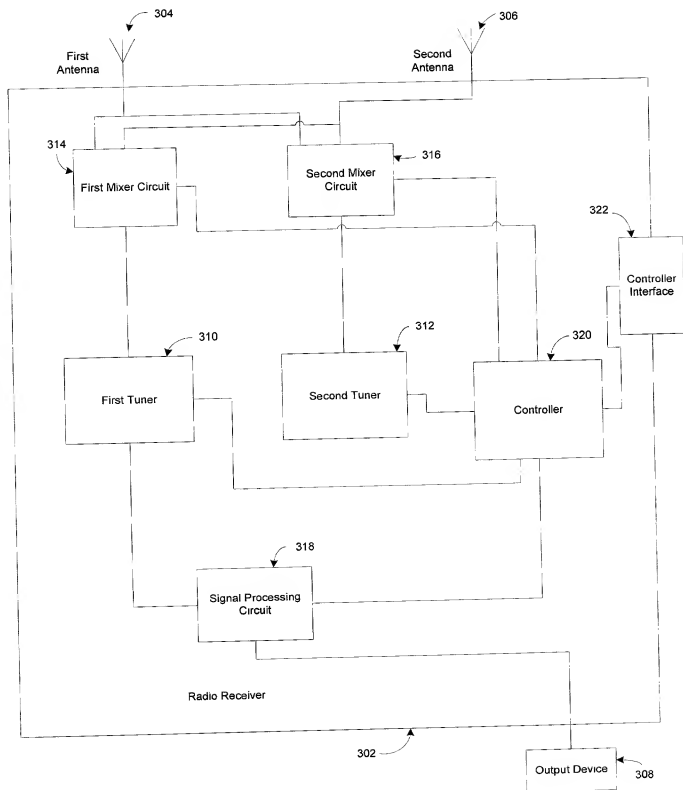 304
306
First
Antenna
Second
Antenna
314
First Mixer Circuit
Second Mixer
Circuit
316
322
Controller
Interface
310
312
320
First Tuner
Second Tuner
Controller
318
Signal Processing
Circuit
Radio Receiver
302
Output Device
308